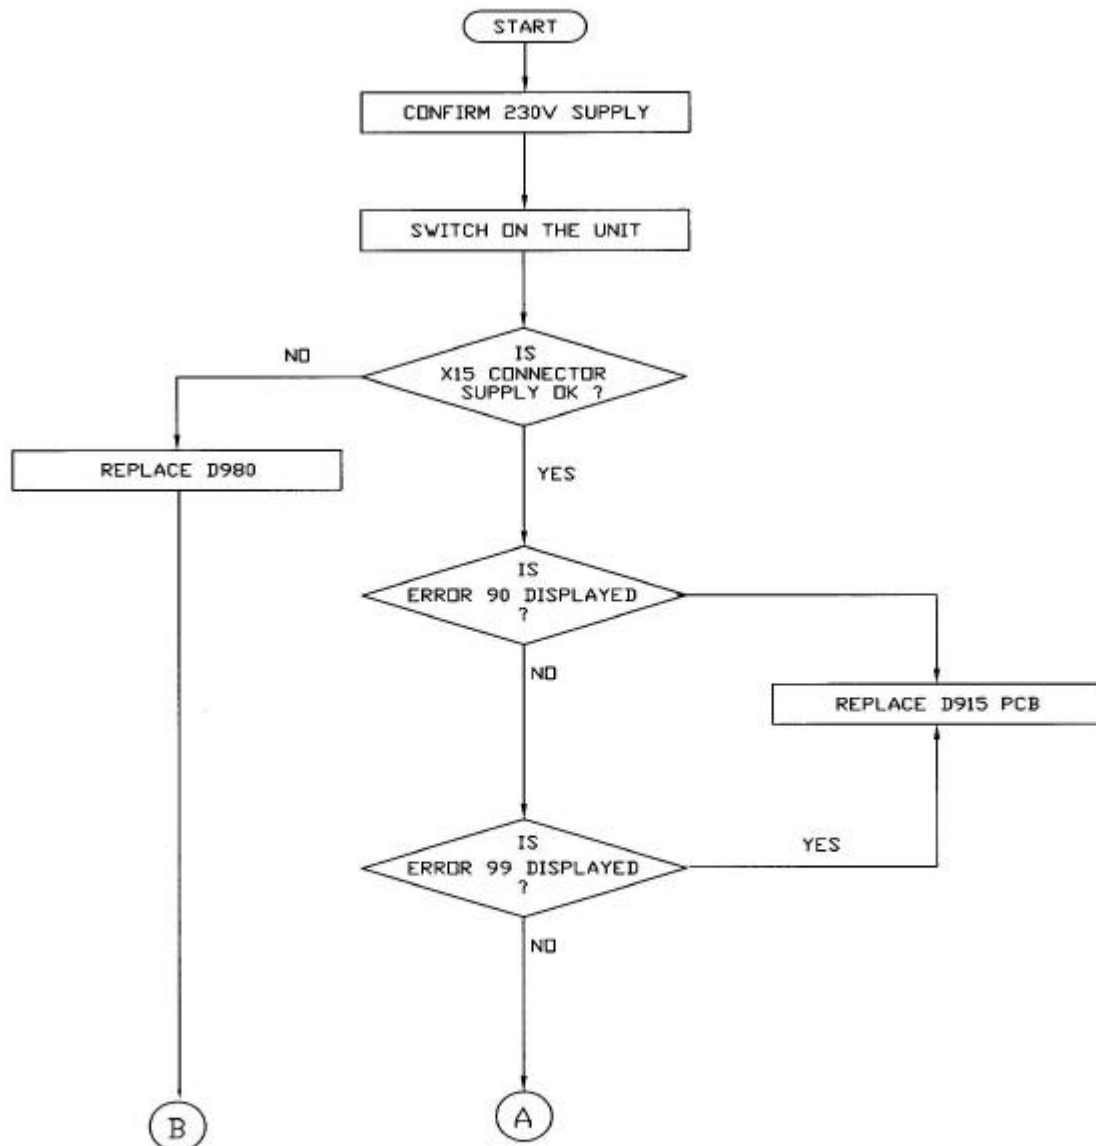 START
CONFIRM 230V SUPPLY
SWITCH ON THE UNIT
NO
IS
X15 CONNECTOR
SUPPLY OK ?
REPLACE D980
YES
IS
ERROR 90 DISPLAYED
?
NO
REPLACE D915 PCB
IS
ERROR 99 DISPLAYED
?
YES
NO
B
A